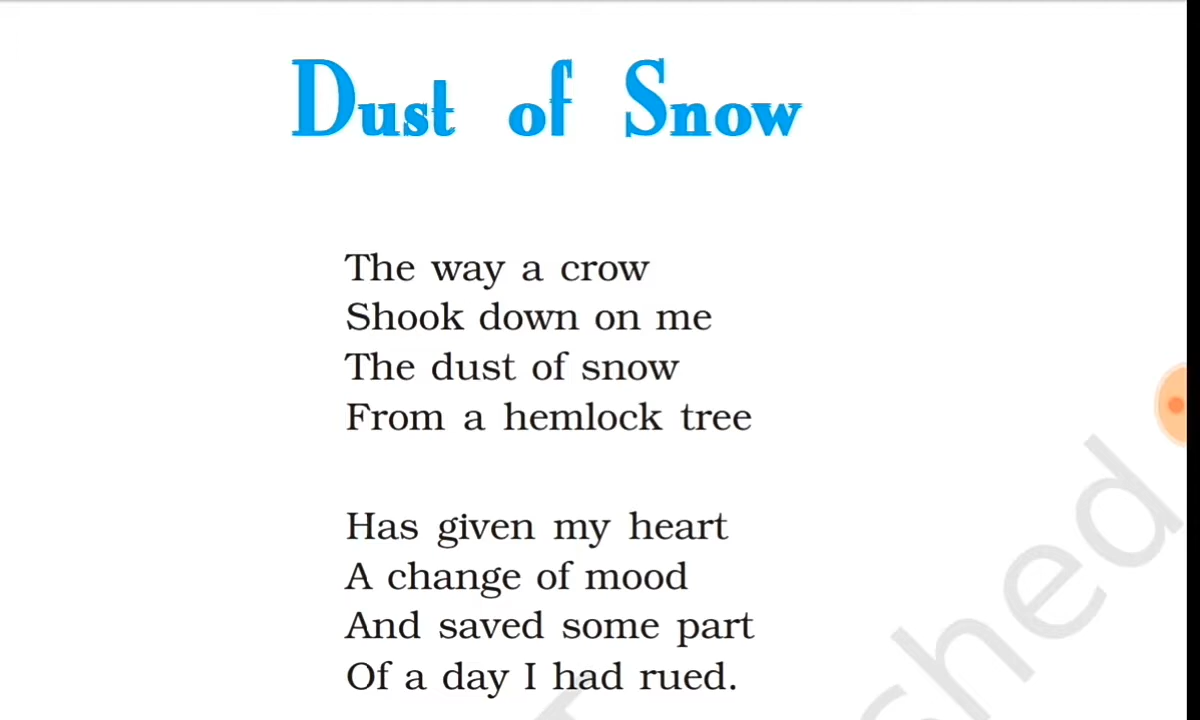 Dust of Snow
The way a crow
Shook down on me
The dust of snow
From a hemlock tree
Has given my heart
A change of mood
And saved some part
Of a day I had rued.
shed